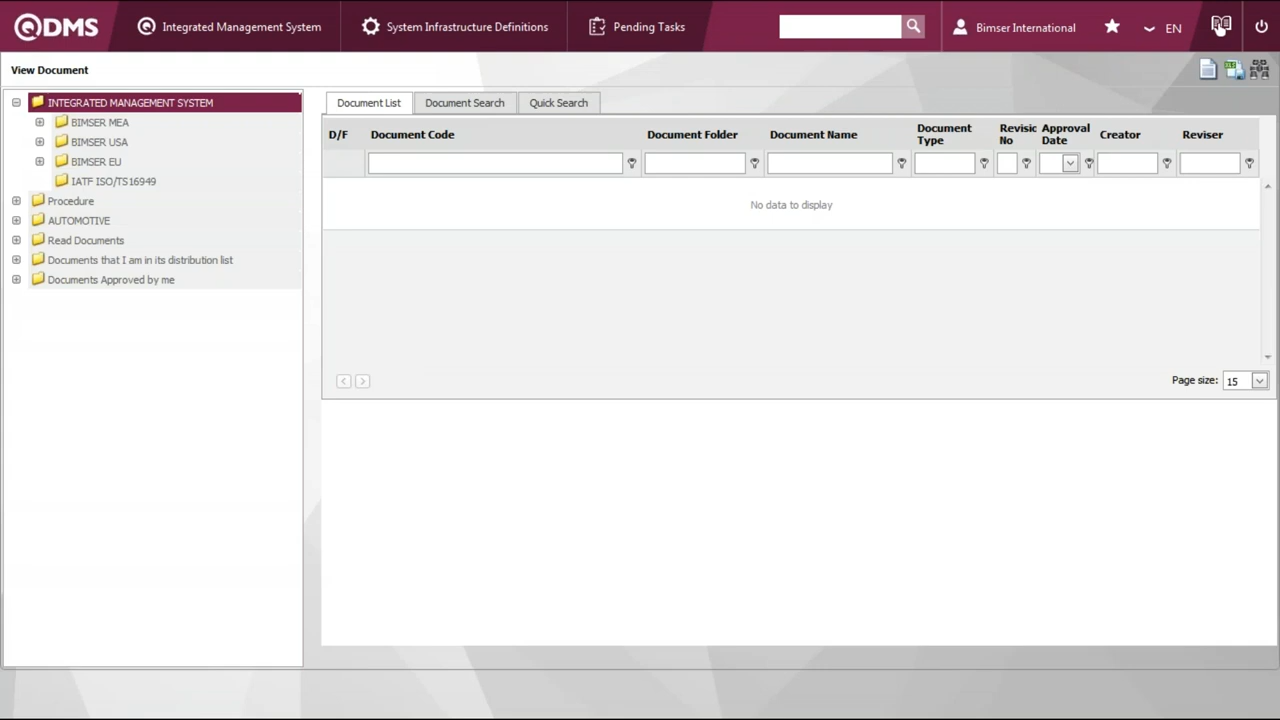 QDMS
Integrated Management System
System Infrastructure Definitions
Pending Tasks
Bimser International
EN
View Document
INTEGRATED MANAGEMENT SYSTEM
BIMSER MEA
BIMSER USA
BIMSER EU
IATF ISO/TS16949
Procedure
AUTOMOTIVE
Read Documents
Documents that I am in its distribution list
Documents Approved by me
Document List
Document Search
Quick Search
D/F
Document Code
Document Folder
Document Name
Document
Type
Revisic
No
Approval
Date
Creator
Reviser
No data to display
Page size:
15